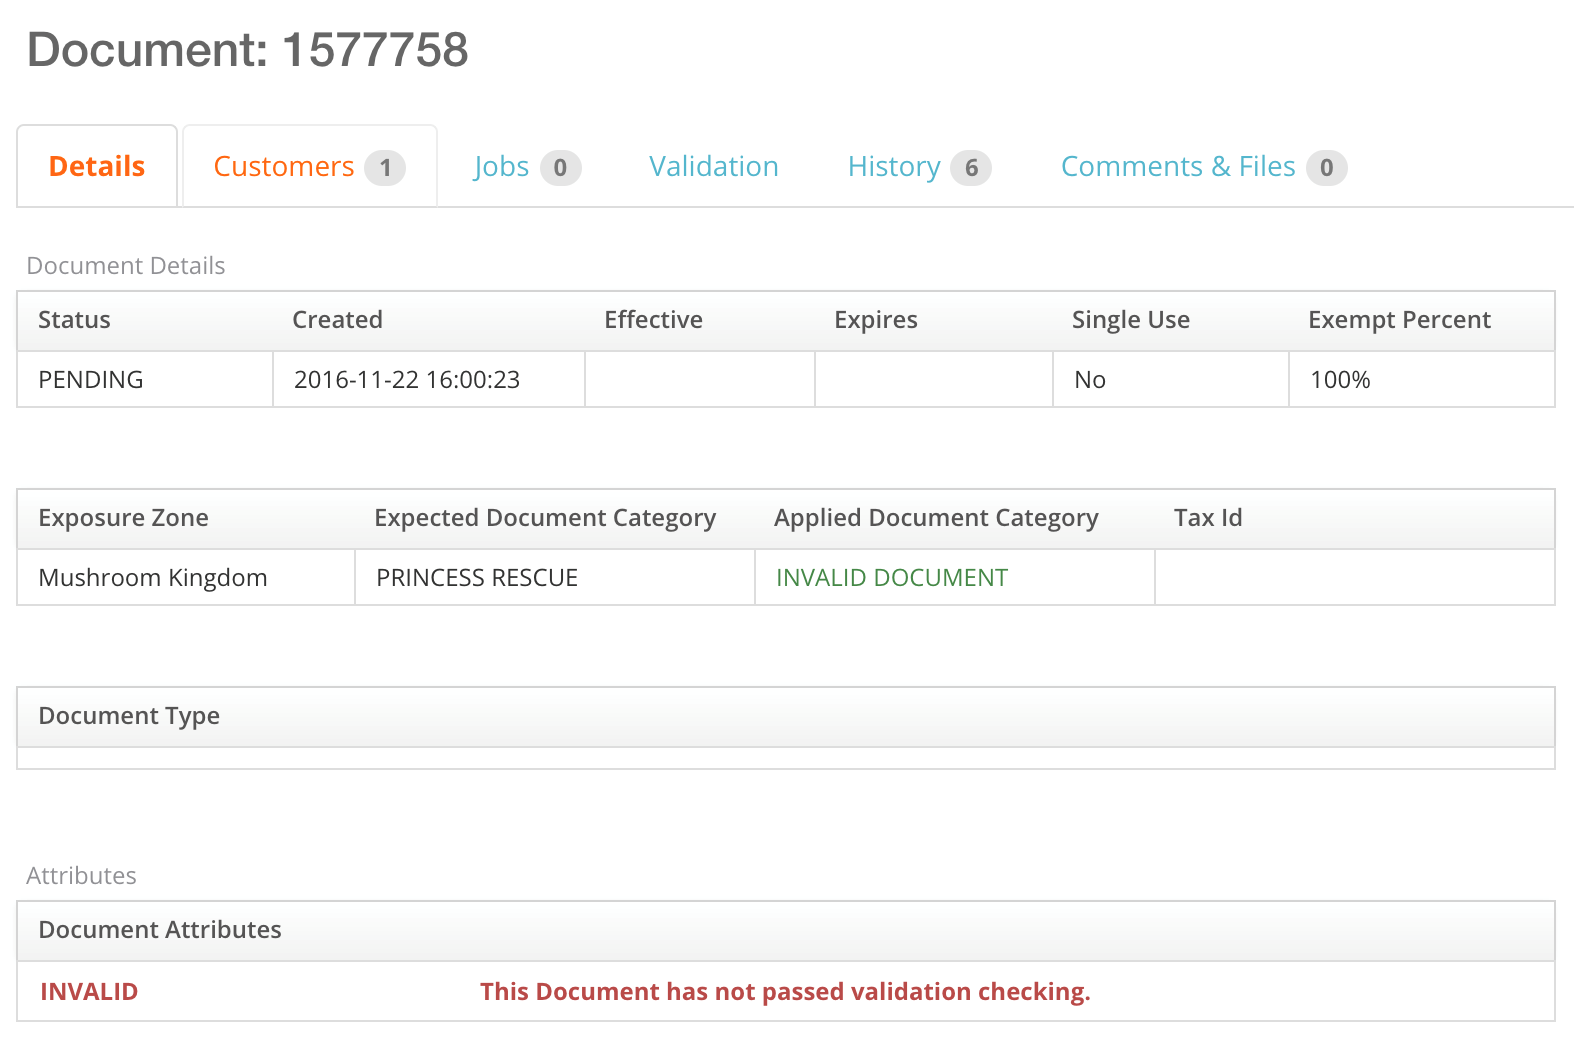 Document: 1577758
Details Customers 1 Jobs 0 Validation History 6 Comments & Files 0
Document Details
Status Created Effective Expires Single Use Exempt Percent
PENDING 2016-11-22 16:00:23 No 100%
Exposure Zone Expected Document Category Applied Document Category Tax Id
Mushroom Kingdom PRINCESS RESCUE INVALID DOCUMENT
Document Type
Attributes
Document Attributes
INVALID This Document has not passed validation checking.